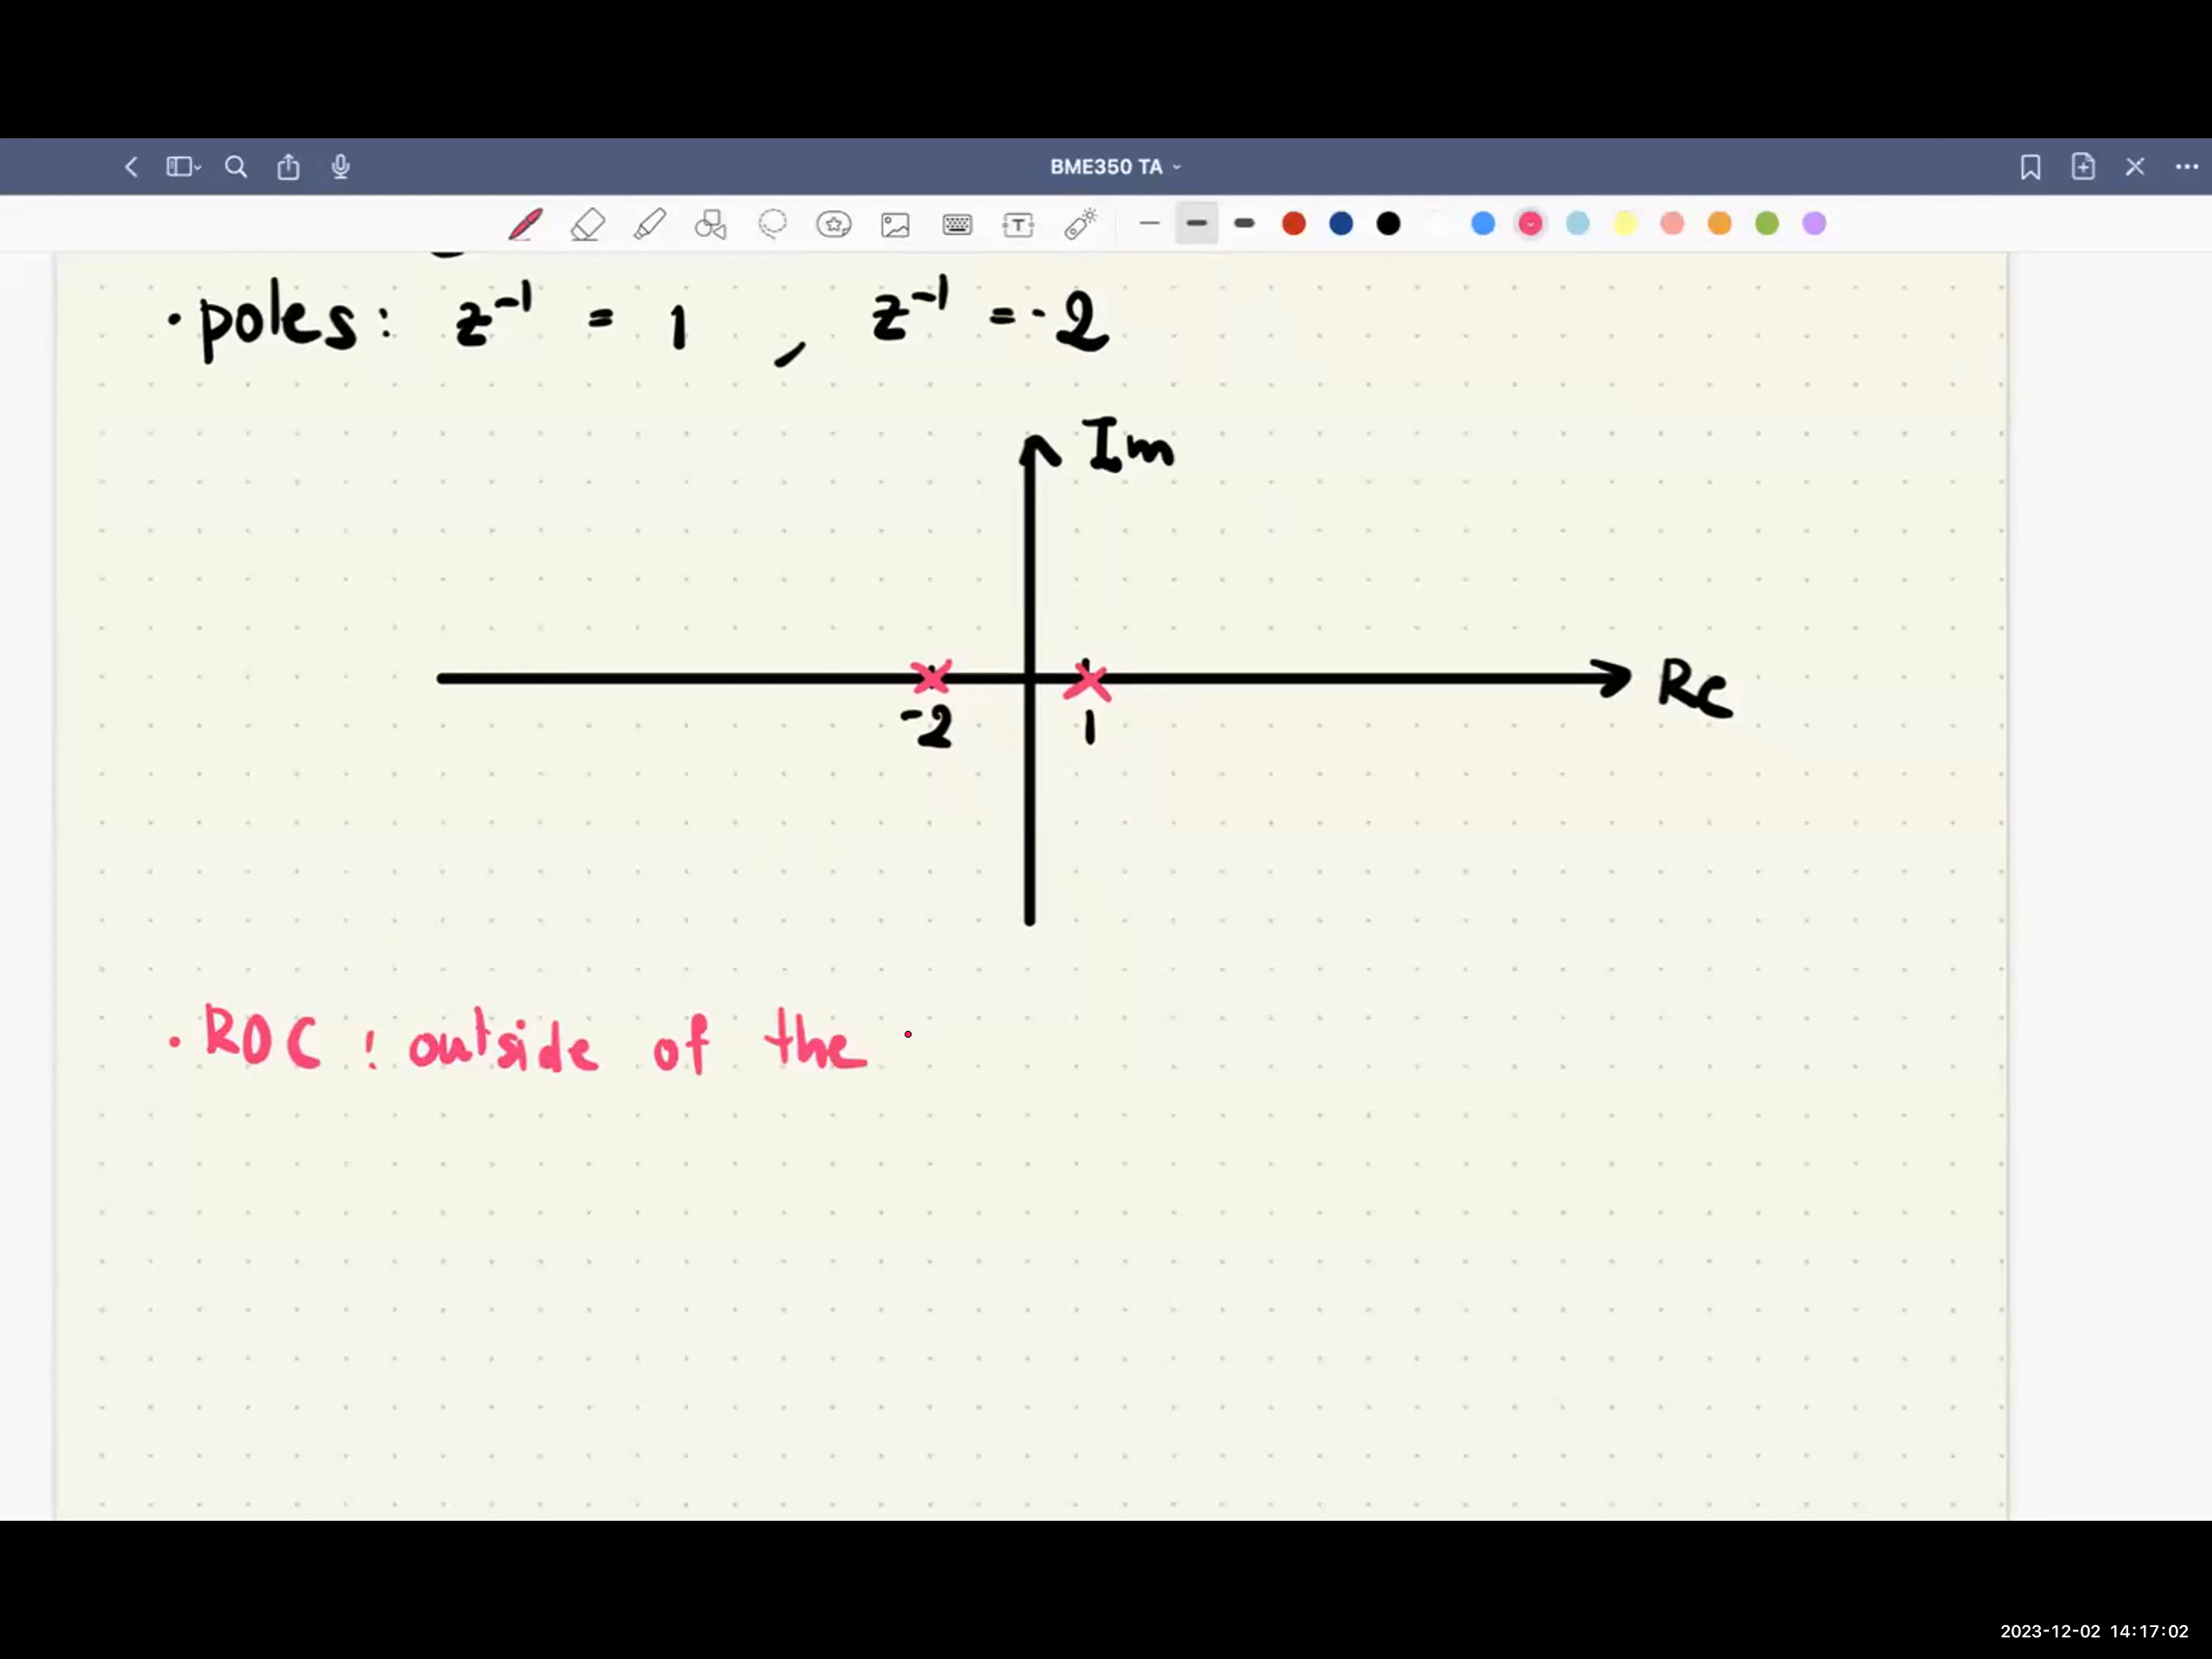 BME350 TA
· poles: z⁻¹ = 1 , z⁻¹ = -2
Im
Re
-2 1
· ROC : outside of the
2023-12-02 14:17:02